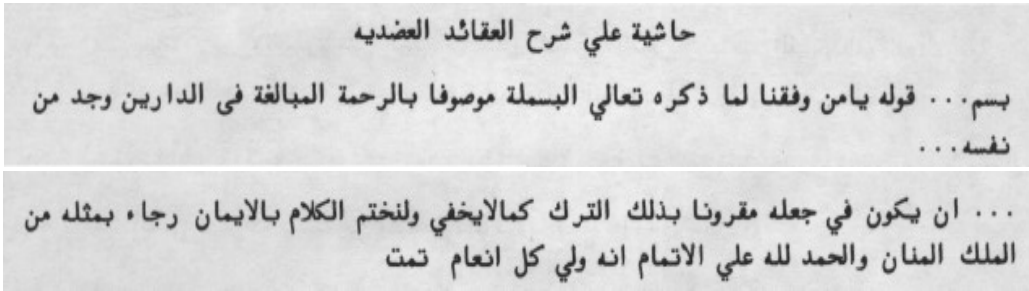 حاشية علي شرح العقائد العضديه
بسم... قوله يامن وفقنا لما ذكره تعالي البسملة موصوفا بالرحمة المبالغة فى الدارين وجد من
نفسه...
... ان يكون في جعله مقرونا بذلك الترك كمالايخفي ولنختم الكلام بالايمان رجاء بمثله من
الملك المنان والحمد لله علي الاتمام انه ولي كل انعام تمت